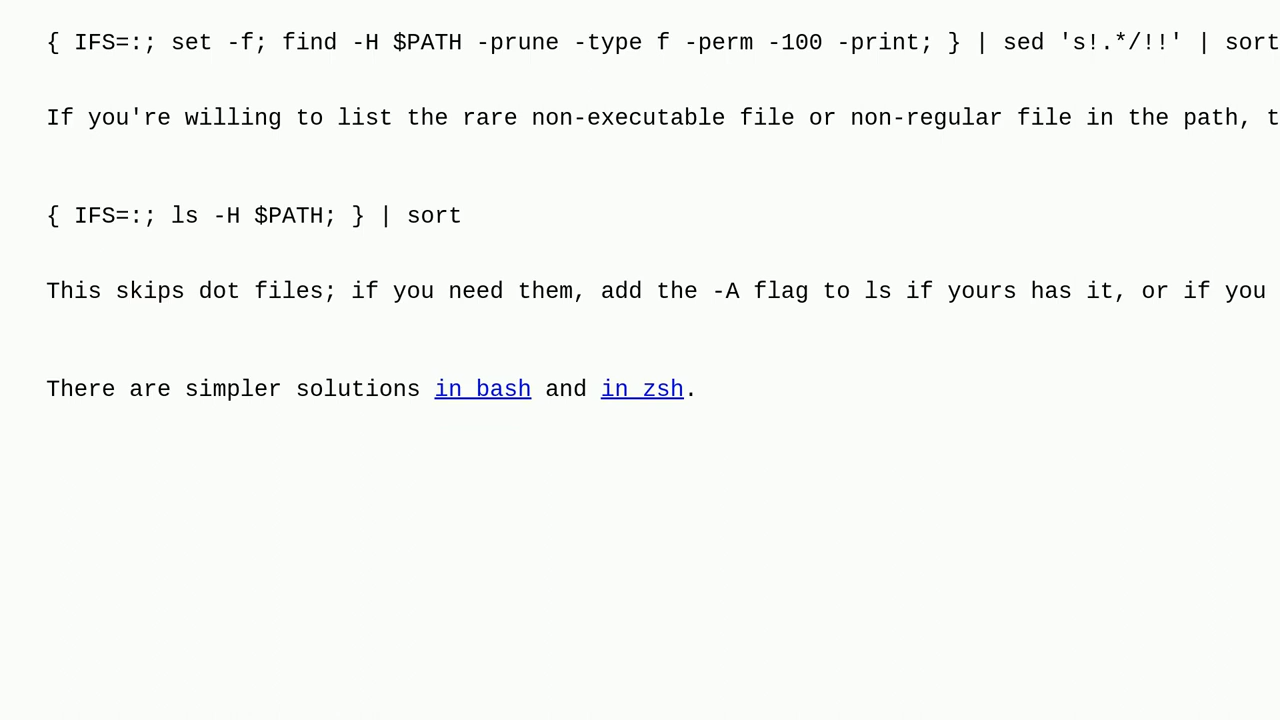 { IFS=:; set -f; find -H $PATH -prune -type f -perm -100 -print; } | sed 's!.*/!!' | sort
If you're willing to list the rare non-executable file or non-regular file in the path, t
{ IFS=:; ls -H $PATH; } | sort
This skips dot files; if you need them, add the -A flag to ls if yours has it, or if you
There are simpler solutions in bash and in zsh.